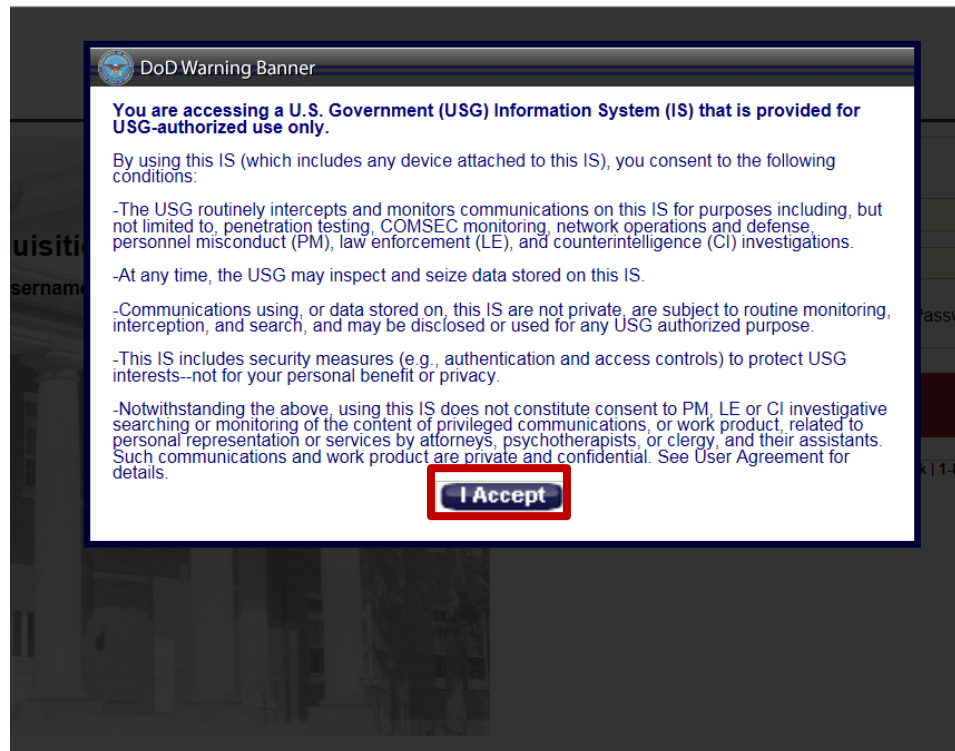 DoD Warning Banner
You are accessing a U.S. Government (USG) Information System (IS) that is provided for
USG-authorized use only.
By using this IS (which includes any device attached to this IS), you consent to the following
conditions:
-The USG routinely intercepts and monitors communications on this IS for purposes including, but
not limited to, penetration testing, COMSEC monitoring, network operations and defense,
personnel misconduct (PM), law enforcement (LE), and counterintelligence (CI) investigations.
uisiti
-At any time, the USG may inspect and seize data stored on this IS.
sername
-Communications using, or data stored on, this IS are not private, are subject to routine monitoring,
interception, and search, and may be disclosed or used for any USG authorized purpose.
Passw
-This IS includes security measures (e.g., authentication and access controls) to protect USG
interests--not for your personal benefit or privacy.
-Notwithstanding the above, using this IS does not constitute consent to PM, LE or CI investigative
searching or monitoring of the content of privileged communications, or work product, related to
personal representation or services by attorneys, psychotherapists, or clergy, and their assistants.
Such communications and work product are private and confidential. See User Agreement for
details.
I Accept